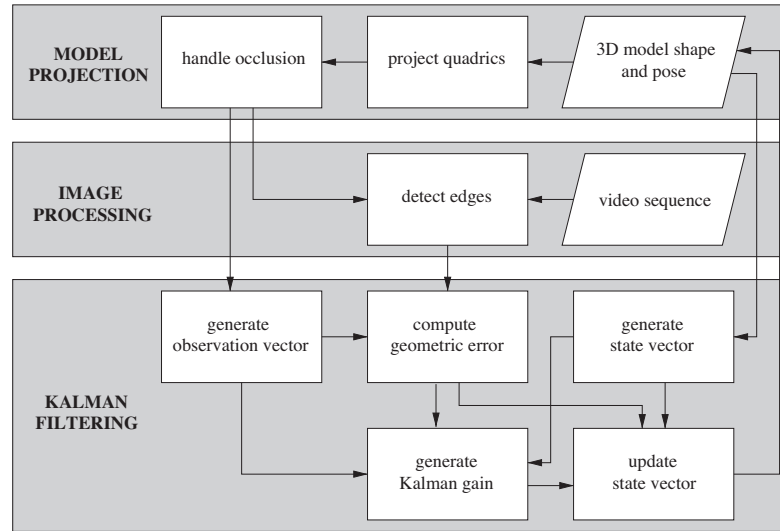 MODEL
PROJECTION
handle occlusion
project quadrics
3D model shape
and pose
IMAGE
PROCESSING
detect edges
video sequence
KALMAN
FILTERING
generate
observation vector
compute
geometric error
generate
state vector
generate
Kalman gain
update
state vector